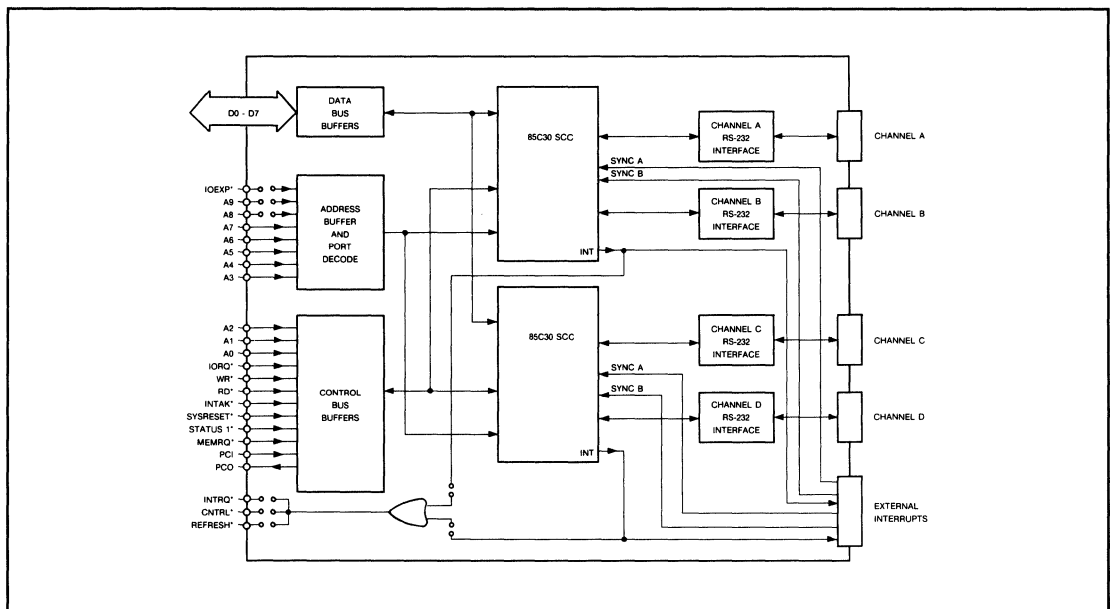 D0 - D7
DATA
BUS
BUFFERS
IOEXP*
A9
A8
A7
A6
A5
A4
A3
ADDRESS
BUFFER
AND
PORT
DECODE
A2
A1
A0
IORQ*
WR*
RD*
INTAK*
SYSRESET*
STATUS 1*
MEMRQ*
PCI
PCO
CONTROL
BUS
BUFFERS
INTRQ*
CNTRL*
REFRESH*
85C30 SCC
SYNC A
SYNC B
INT
85C30 SCC
SYNC A
SYNC B
INT
CHANNEL A
RS-232
INTERFACE
CHANNEL A
CHANNEL B
RS-232
INTERFACE
CHANNEL B
CHANNEL C
RS-232
INTERFACE
CHANNEL C
CHANNEL D
RS-232
INTERFACE
CHANNEL D
EXTERNAL
INTERRUPTS